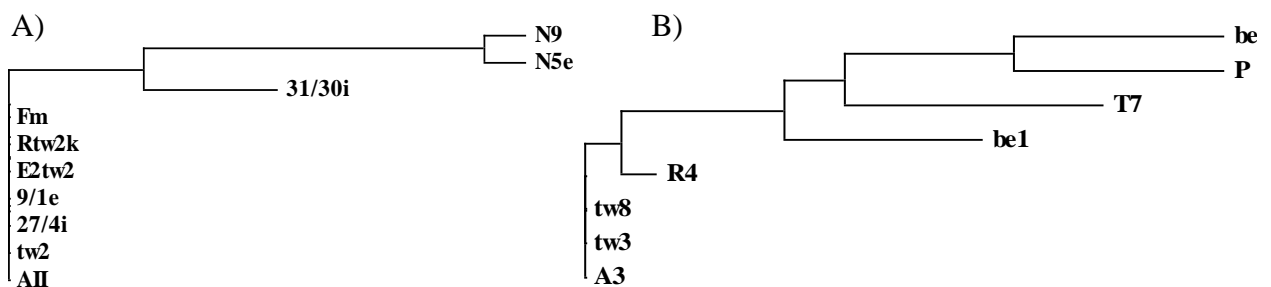 A)
N9
N5e
31/30i
Fm
Rtw2k
E2tw2
9/1e
27/4i
tw2
AII
B)
be
P
T7
be1
R4
tw8
tw3
A3